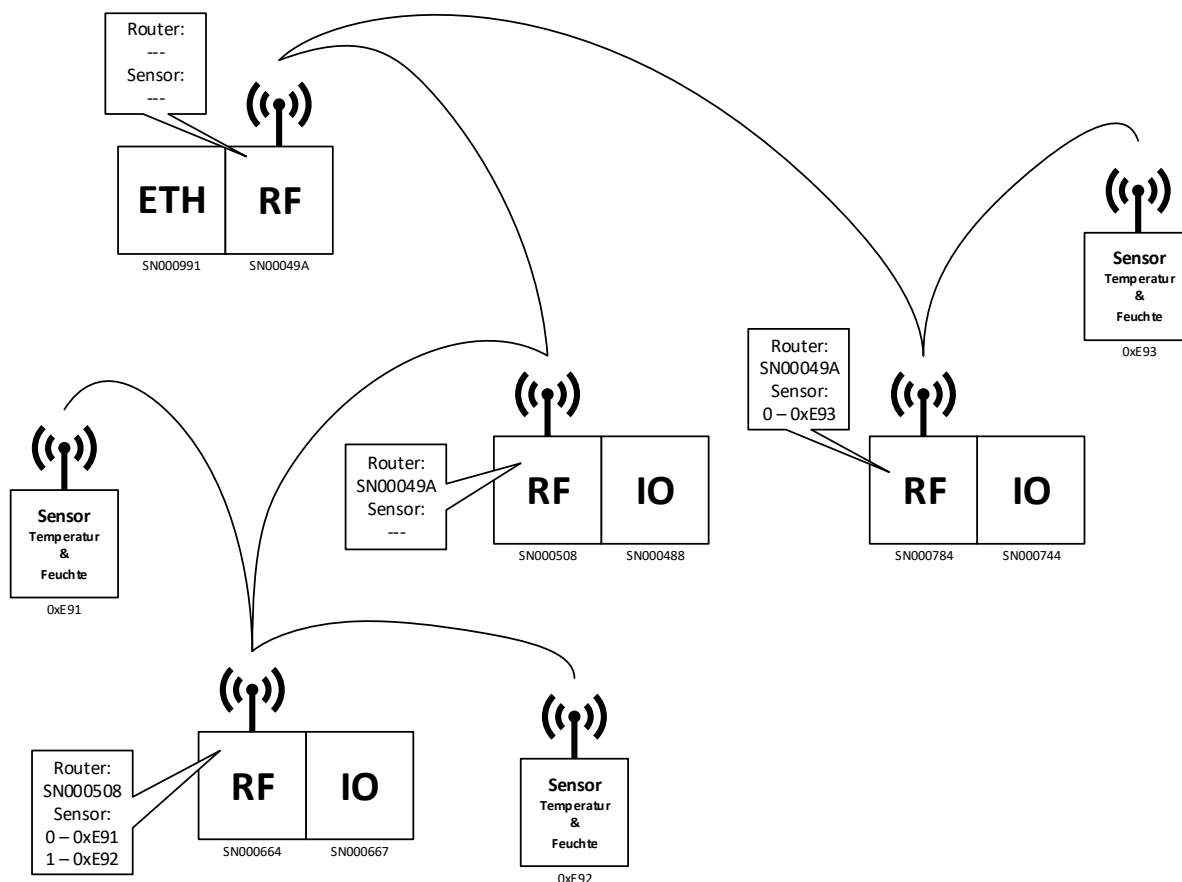 Router:
---
Sensor:
---
ETH
RF
SN000991
SN00049A
Sensor
Temperatur
&
Feuchte
0xE93
Router:
SN00049A
Sensor:
0 – 0xE93
RF
IO
SN000784
SN000744
Router:
SN00049A
Sensor:
---
RF
IO
SN000508
SN000488
Sensor
Temperatur
&
Feuchte
0xE91
Router:
SN000508
Sensor:
0 – 0xE91
1 – 0xE92
RF
IO
SN000664
SN000667
Sensor
Temperatur
&
Feuchte
0xE92